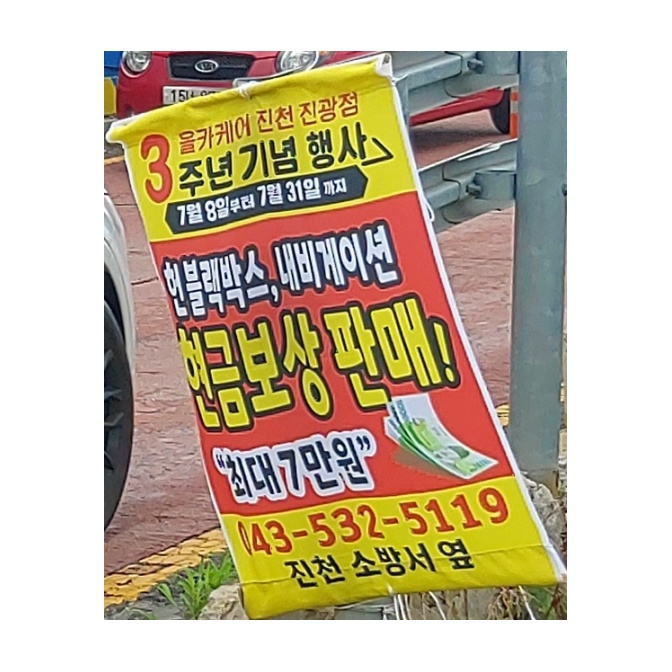 올카케어 진천 진광점
3주년 기념 행사
7월 8일부터 7월 31일 까지
헌블랙박스, 내비게이션
현금보상 판매!
"최대 7만원"
043-532-5119
진천 소방서 옆
KIA